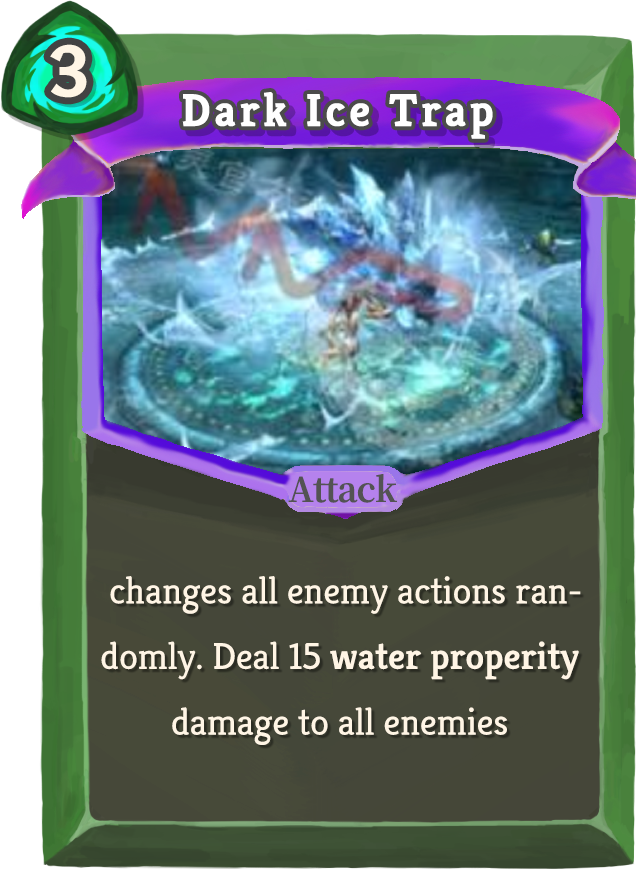 3
Dark Ice Trap
Attack
changes all enemy actions ran-
domly. Deal 15 water properity
damage to all enemies